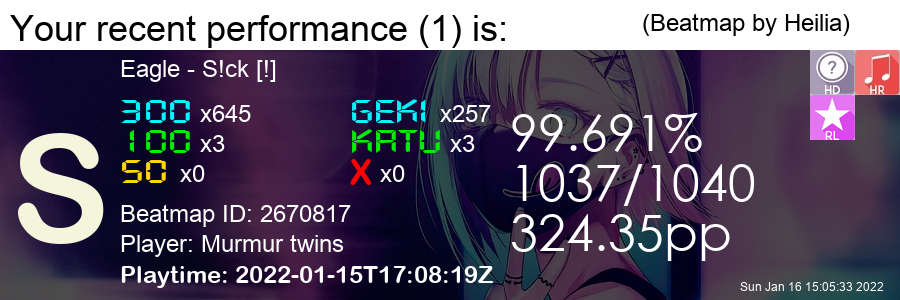 Your recent performance (1) is:
(Beatmap by Heilia)
Eagle - S!ck [!]
300 x645
GEKI x257
100 x3
KATU x3
50 x0
X x0
S
99.691%
1037/1040
324.35pp
HD
HR
RL
Beatmap ID: 2670817
Player: Murmur twins
Playtime: 2022-01-15T17:08:19Z
Sun Jan 16 15:05:33 2022